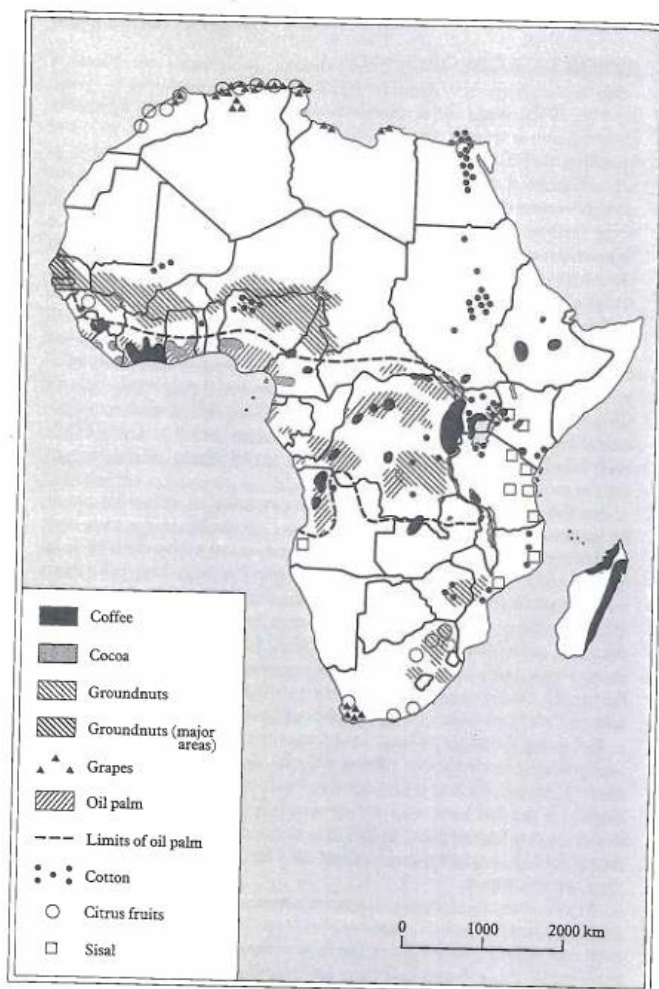 Coffee
Cocoa
Groundnuts
Groundnuts (major
areas)
Grapes
Oil palm
Limits of oil palm
Cotton
Citrus fruits
Sisal
0 1000 2000 km